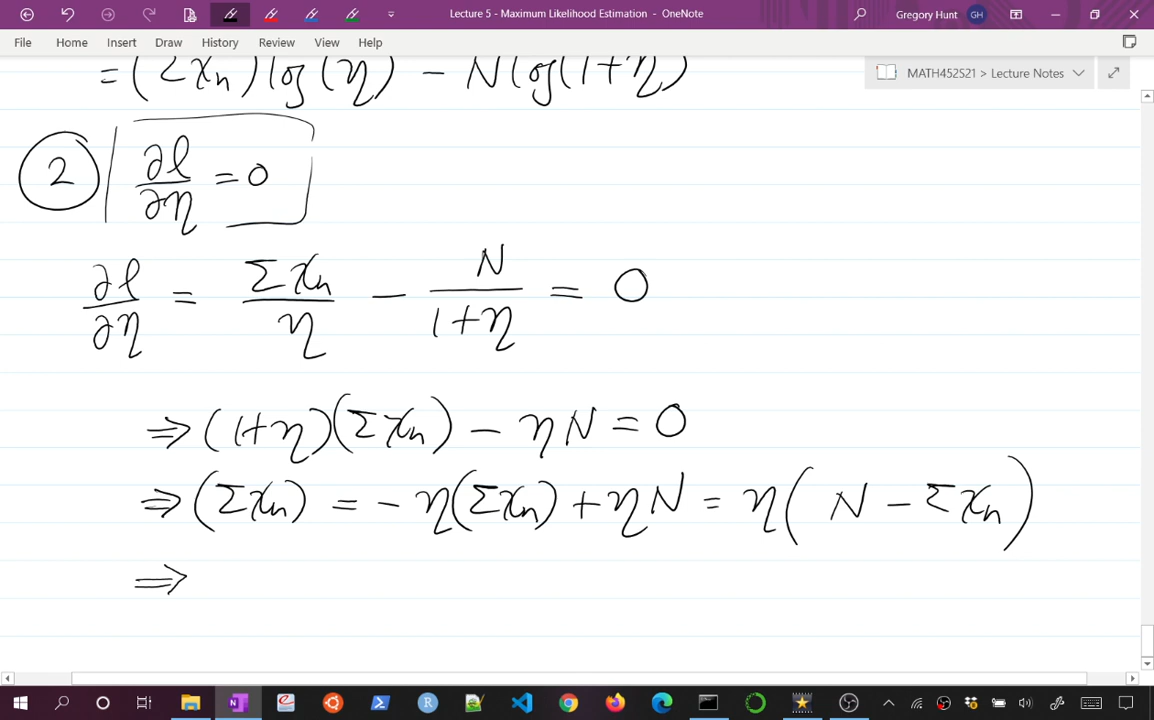 Lecture 5 - Maximum Likelihood Estimation - OneNote
Gregory Hunt GH
File Home Insert Draw History Review View Help
MATH452S21 > Lecture Notes
= (Σxₙ) log(η) - N log(1+η)
2 ∂ℓ/∂η = 0
∂ℓ/∂η = Σxₙ/η - N/(1+η) = 0
⇒ (1+η)(Σxₙ) - ηN = 0
⇒ (Σxₙ) = -η(Σxₙ) + ηN = η(N - Σxₙ)
⇒